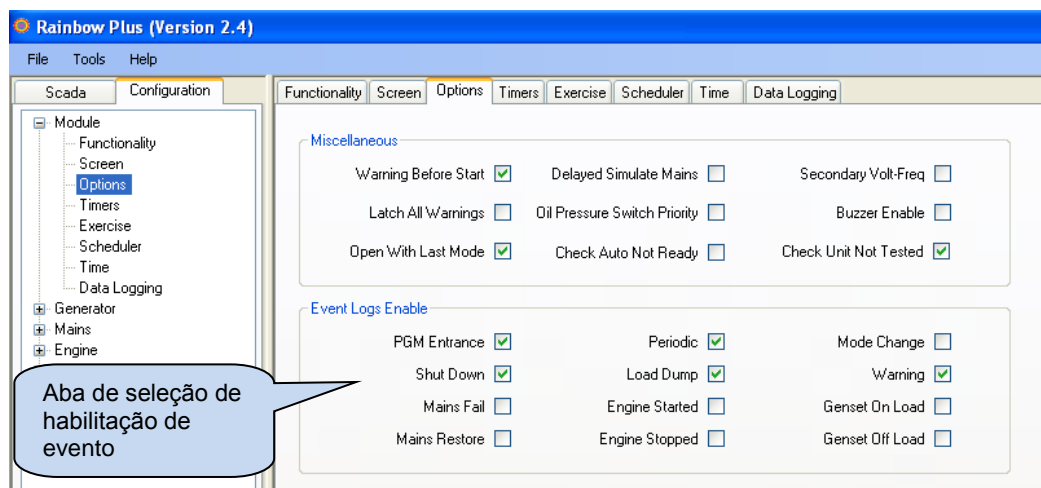 Rainbow Plus (Version 2.4)
File Tools Help
Scada Configuration
Functionality Screen Options Timers Exercise Scheduler Time Data Logging
Module
Functionality
Screen
Options
Timers
Exercise
Scheduler
Time
Data Logging
Generator
Mains
Engine
Miscellaneous
Warning Before Start Delayed Simulate Mains Secondary Volt-Freq
Latch All Warnings Oil Pressure Switch Priority Buzzer Enable
Open With Last Mode Check Auto Not Ready Check Unit Not Tested
Event Logs Enable
PGM Entrance Periodic Mode Change
Shut Down Load Dump Warning
Mains Fail Engine Started Genset On Load
Mains Restore Engine Stopped Genset Off Load
Aba de seleção de
habilitação de
evento